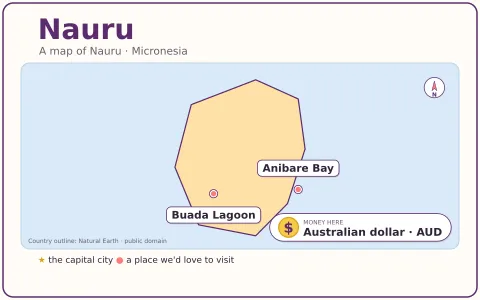 Nauru
A map of Nauru · Micronesia
N
Anibare Bay
Buada Lagoon
$
MONEY HERE
Australian dollar · AUD
Country outline: Natural Earth · public domain
★ the capital city ● a place we'd love to visit